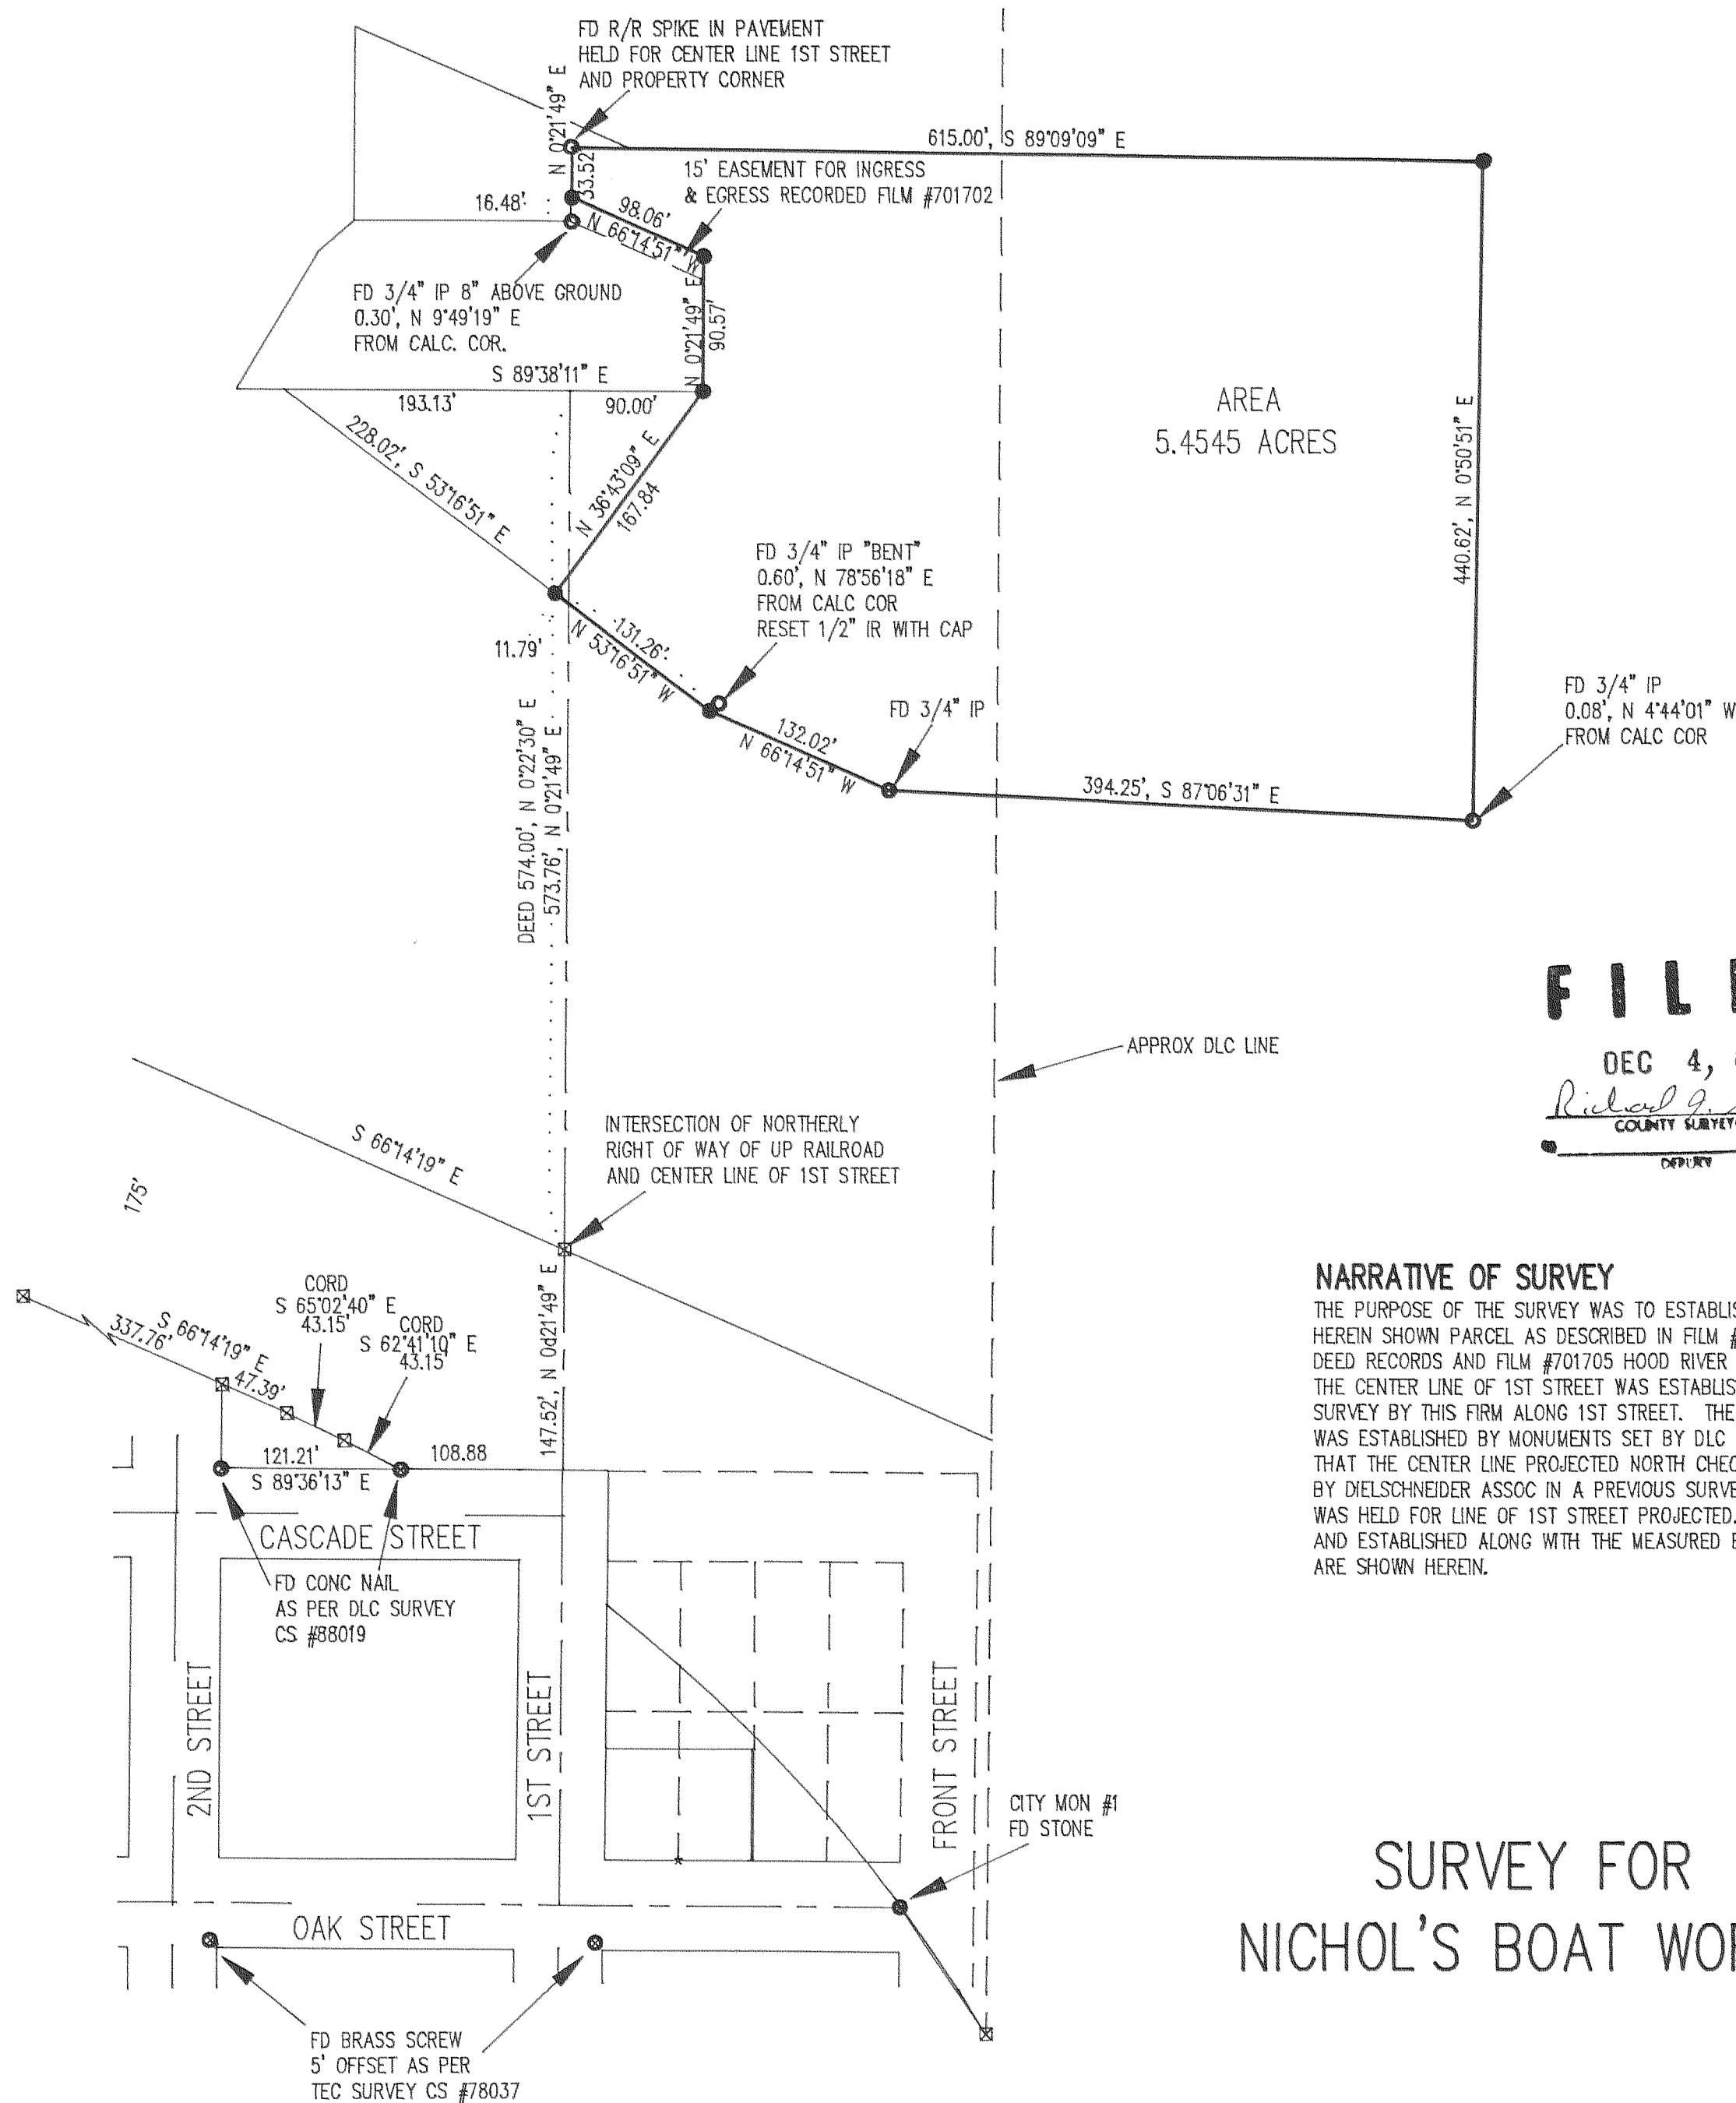 FD R/R SPIKE IN PAVEMENT
HELD FOR CENTER LINE 1ST STREET
AND PROPERTY CORNER
N 0°21'49" E
33.52
615.00', S 89°09'09" E
15' EASEMENT FOR INGRESS
& EGRESS RECORDED FILM #701702
16.48'
98.06'
N 66°14'51" W
FD 3/4" IP 8" ABOVE GROUND
0.30', N 9°49'19" E
FROM CALC. COR.
N 0°21'49" E
90.57'
S 89°38'11" E
193.13'
90.00'
AREA
5.4545 ACRES
440.62', N 0°50'51" E
228.02', S 53°16'51" E
N 36°43'09" E
167.84
FD 3/4" IP "BENT"
0.60', N 78°56'18" E
FROM CALC COR
RESET 1/2" IR WITH CAP
11.79'
131.26'
N 53°16'51" W
FD 3/4" IP
132.02'
N 66°14'51" W
FD 3/4" IP
0.08', N 4°44'01" W
FROM CALC COR
394.25', S 87°06'31" E
DEED 574.00', N 0°22'30" E
573.76', N 0°21'49" E
F I L
DEC 4,
Richard
COUNTY SURVEY
DEPUTY
APPROX DLC LINE
INTERSECTION OF NORTHERLY
RIGHT OF WAY OF UP RAILROAD
AND CENTER LINE OF 1ST STREET
S 66°14'19" E
175'
CORD
S 65°02'40" E
43.15'
CORD
S 62°41'10" E
43.15'
S 66°14'19" E
337.76'
47.39'
147.52', N 0d21'49" E
121.21'
S 89°36'13" E
108.88
NARRATIVE OF SURVEY
THE PURPOSE OF THE SURVEY WAS TO ESTABLIS
HEREIN SHOWN PARCEL AS DESCRIBED IN FILM #
DEED RECORDS AND FILM #701705 HOOD RIVER
THE CENTER LINE OF 1ST STREET WAS ESTABLIS
SURVEY BY THIS FIRM ALONG 1ST STREET. THE
WAS ESTABLISHED BY MONUMENTS SET BY DLC
THAT THE CENTER LINE PROJECTED NORTH CHEC
BY DIELSCHNEIDER ASSOC IN A PREVIOUS SURVE
WAS HELD FOR LINE OF 1ST STREET PROJECTED.
AND ESTABLISHED ALONG WITH THE MEASURED
ARE SHOWN HEREIN.
CASCADE STREET
FD CONC NAIL
AS PER DLC SURVEY
CS #88019
2ND STREET
1ST STREET
FRONT STREET
CITY MON #1
FD STONE
OAK STREET
FD BRASS SCREW
5' OFFSET AS PER
TEC SURVEY CS #78037
SURVEY FOR
NICHOL'S BOAT WOR